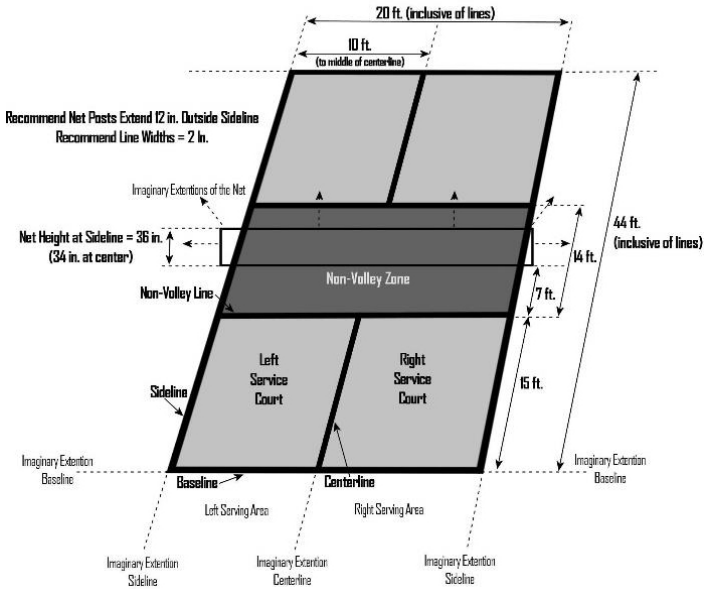 20 ft. (inclusive of lines)
10 ft.
(to middle of centerline)
Recommend Net Posts Extend 12 in. Outside Sideline
Recommend Line Widths = 2 In.
Imaginary Extentions of the Net
Net Height at Sideline = 36 in.
(34 in. at center)
44 ft.
(inclusive of lines)
14 ft.
Non-Volley Zone
7 ft.
Non-Volley Line
Left
Service
Court
Right
Service
Court
15 ft.
Sideline
Imaginary Extention
Baseline
Imaginary Extention
Baseline
Baseline
Centerline
Left Serving Area
Right Serving Area
Imaginary Extention
Sideline
Imaginary Extention
Centerline
Imaginary Extention
Sideline